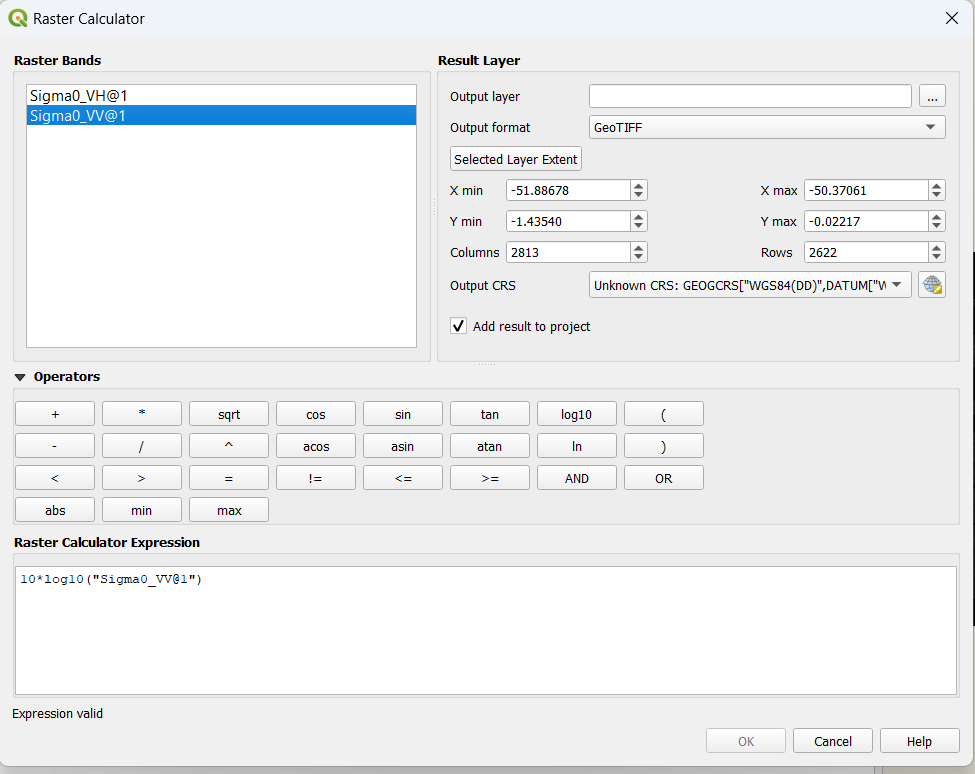 Raster Calculator
Raster Bands
Sigma0_VH@1
Sigma0_VV@1
Result Layer
Output layer
...
Output format GeoTIFF
Selected Layer Extent
X min -51.88678 X max -50.37061
Y min -1.43540 Y max -0.02217
Columns 2813 Rows 2622
Output CRS Unknown CRS: GEOGCRS["WGS84(DD)",DATUM["W
Add result to project
Operators
+ * sqrt cos sin tan log10 (
- / ^ acos asin atan ln )
< > = != <= >= AND OR
abs min max
Raster Calculator Expression
10*log10("Sigma0_VV@1")
Expression valid
OK Cancel Help